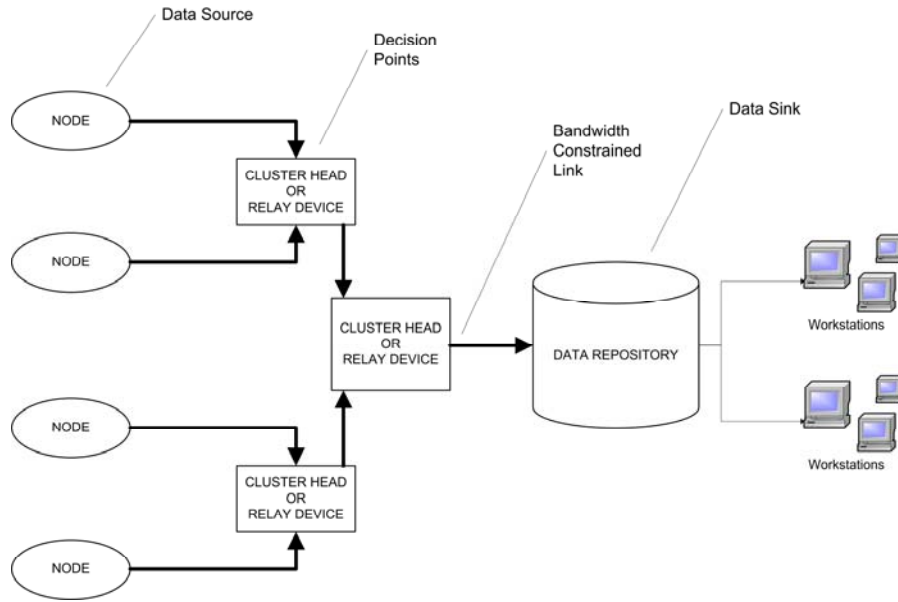 Data Source
Decision
Points
NODE
CLUSTER HEAD
OR
RELAY DEVICE
NODE
Bandwidth
Constrained
Link
Data Sink
CLUSTER HEAD
OR
RELAY DEVICE
DATA REPOSITORY
Workstations
NODE
CLUSTER HEAD
OR
RELAY DEVICE
NODE
Workstations